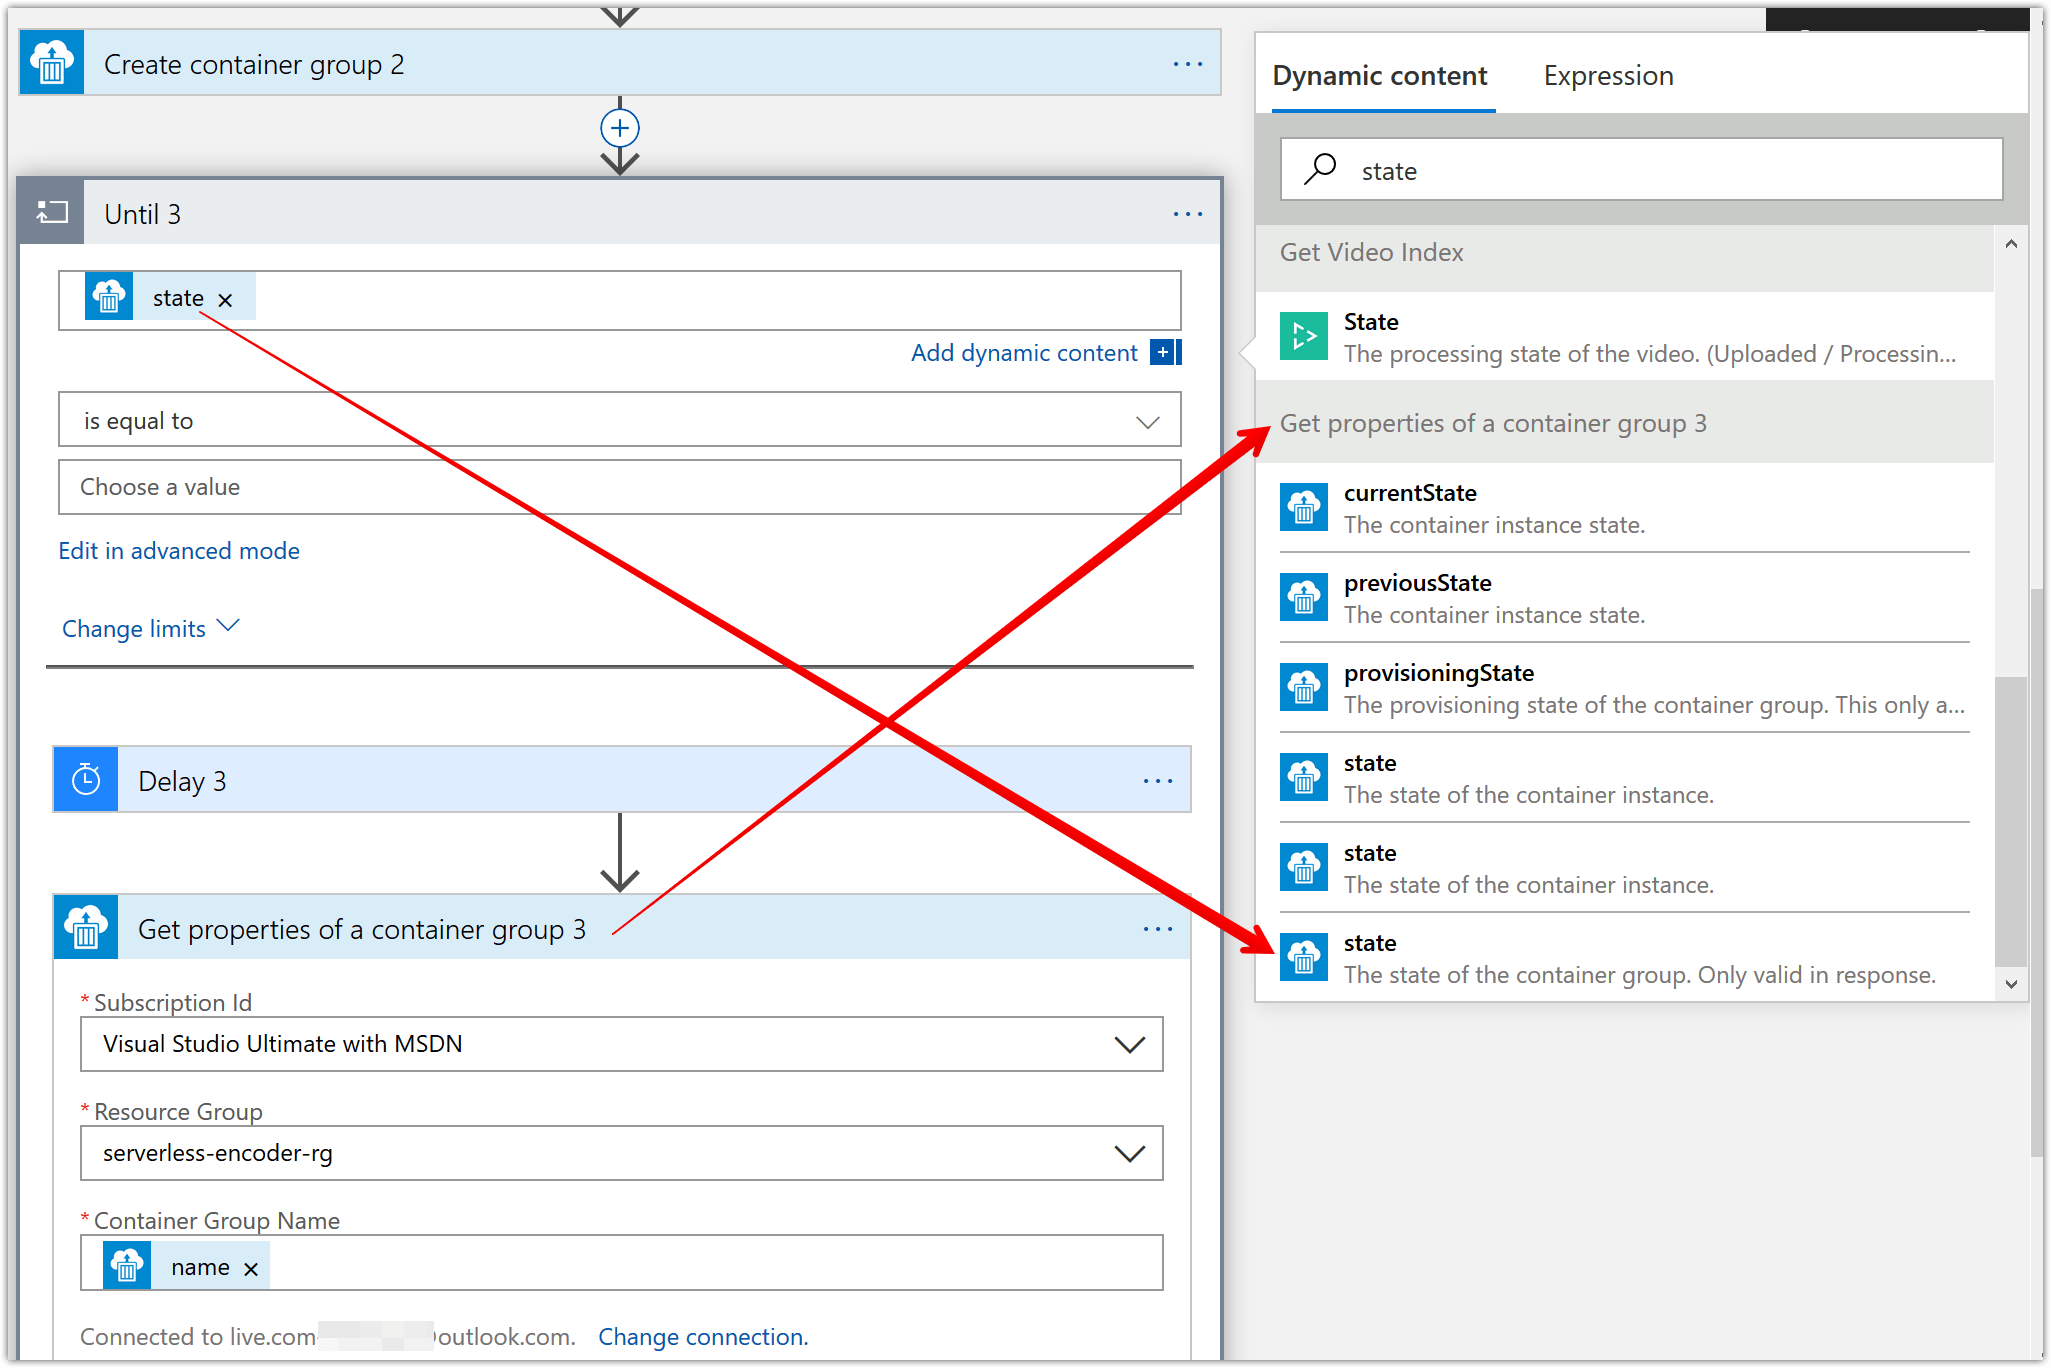 Create container group 2
Until 3
state ×
Add dynamic content
is equal to
Choose a value
Edit in advanced mode
Change limits
Delay 3
Get properties of a container group 3
* Subscription Id
Visual Studio Ultimate with MSDN
* Resource Group
serverless-encoder-rg
* Container Group Name
name ×
Connected to live.com outlook.com. Change connection.
Dynamic content Expression
state
Get Video Index
State
The processing state of the video. (Uploaded / Processin...
Get properties of a container group 3
currentState
The container instance state.
previousState
The container instance state.
provisioningState
The provisioning state of the container group. This only a...
state
The state of the container instance.
state
The state of the container instance.
state
The state of the container group. Only valid in response.